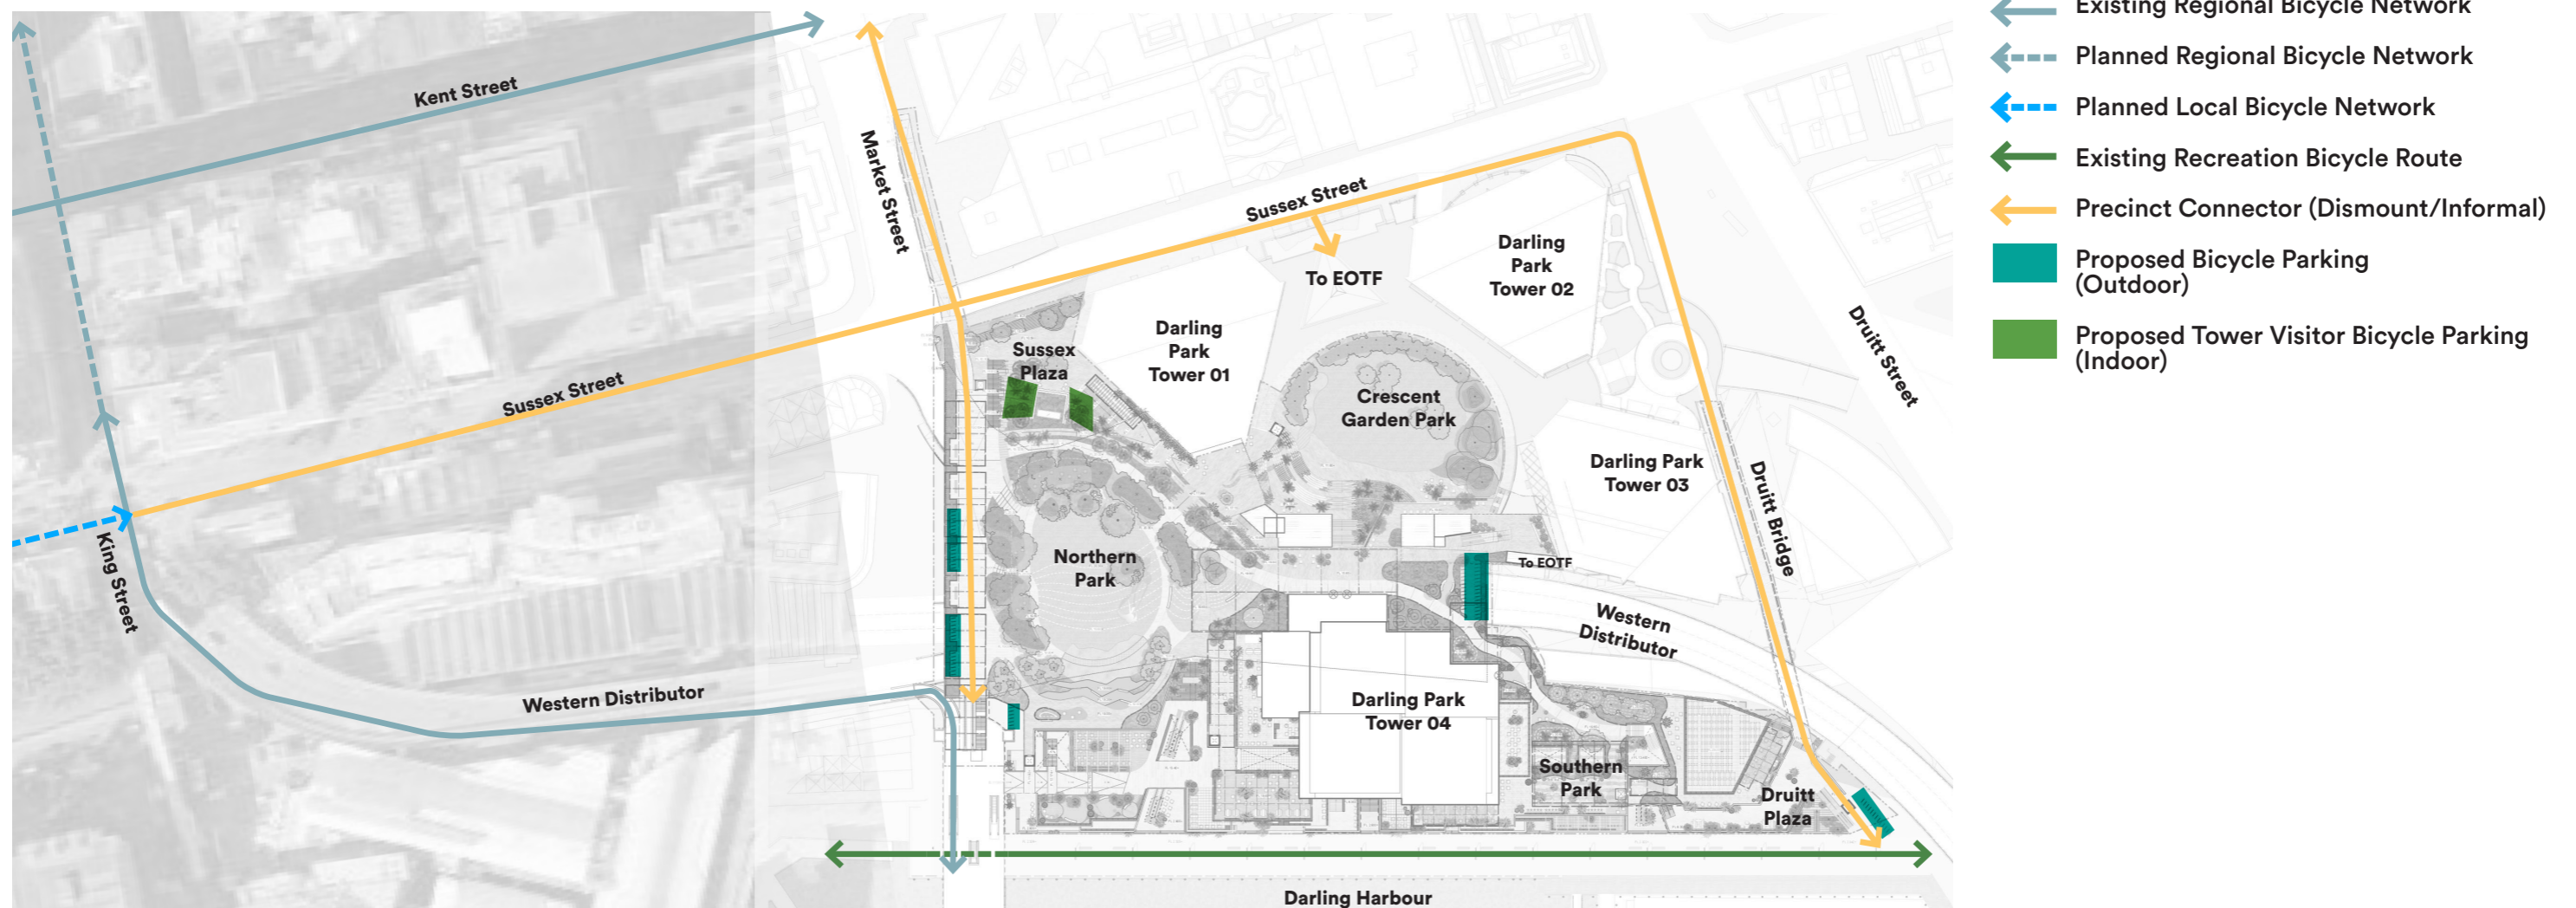 Existing Regional Bicycle Network
Planned Regional Bicycle Network
Planned Local Bicycle Network
Existing Recreation Bicycle Route
Precinct Connector (Dismount/Informal)
Proposed Bicycle Parking
(Outdoor)
Proposed Tower Visitor Bicycle Parking
(Indoor)
Kent Street
Market Street
Sussex Street
To EOTF
Darling
Park
Tower 02
Darling
Park
Tower 01
Sussex
Plaza
Druitt Street
Crescent
Garden Park
Sussex Street
Darling Park
Tower 03
Druitt Bridge
King Street
Northern
Park
To EOTF
Western
Distributor
Western Distributor
Darling Park
Tower 04
Southern
Park
Druitt
Plaza
Darling Harbour